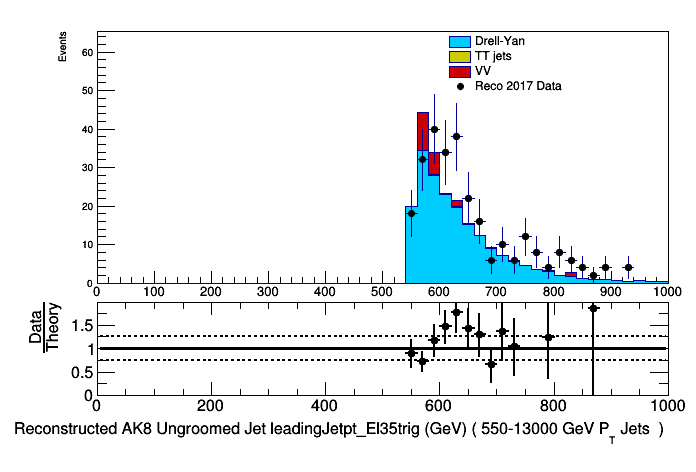 Events
60
50
40
30
20
10
0
Drell-Yan
TT jets
VV
Reco 2017 Data
0 100 200 300 400 500 600 700 800 900 1000
Data
Theory
1.5
1
0.5
0
0 200 400 600 800 1000
Reconstructed AK8 Ungroomed Jet leadingJetpt_El35trig (GeV) ( 550-13000 GeV PT Jets )